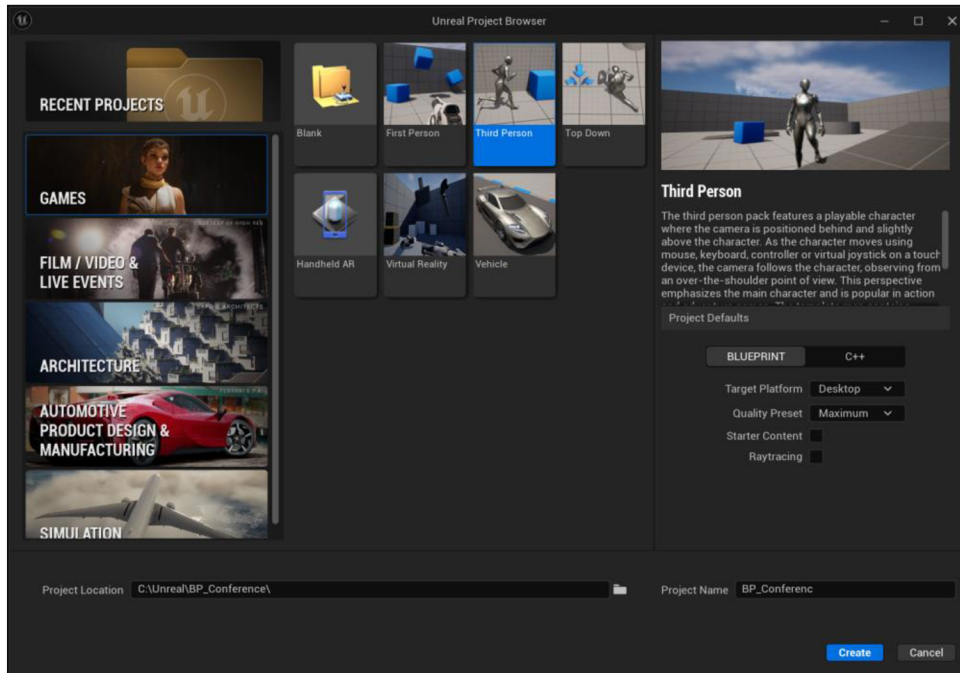 Unreal Project Browser
RECENT PROJECTS
GAMES
FILM / VIDEO &
LIVE EVENTS
ARCHITECTURE
AUTOMOTIVE
PRODUCT DESIGN &
MANUFACTURING
SIMULATION
Blank
First Person
Third Person
Top Down
Handheld AR
Virtual Reality
Vehicle
Third Person
The third person pack features a playable character
where the camera is positioned behind and slightly
above the character. As the character moves using
mouse, keyboard, controller or virtual joystick on a touch
device, the camera follows the character, observing from
an over-the-shoulder point of view. This perspective
emphasizes the main character and is popular in action
Project Defaults
BLUEPRINT
C++
Target Platform Desktop
Quality Preset Maximum
Starter Content
Raytracing
Project Location C:\Unreal\BP_Conference\
Project Name BP_Conferenc
Create
Cancel